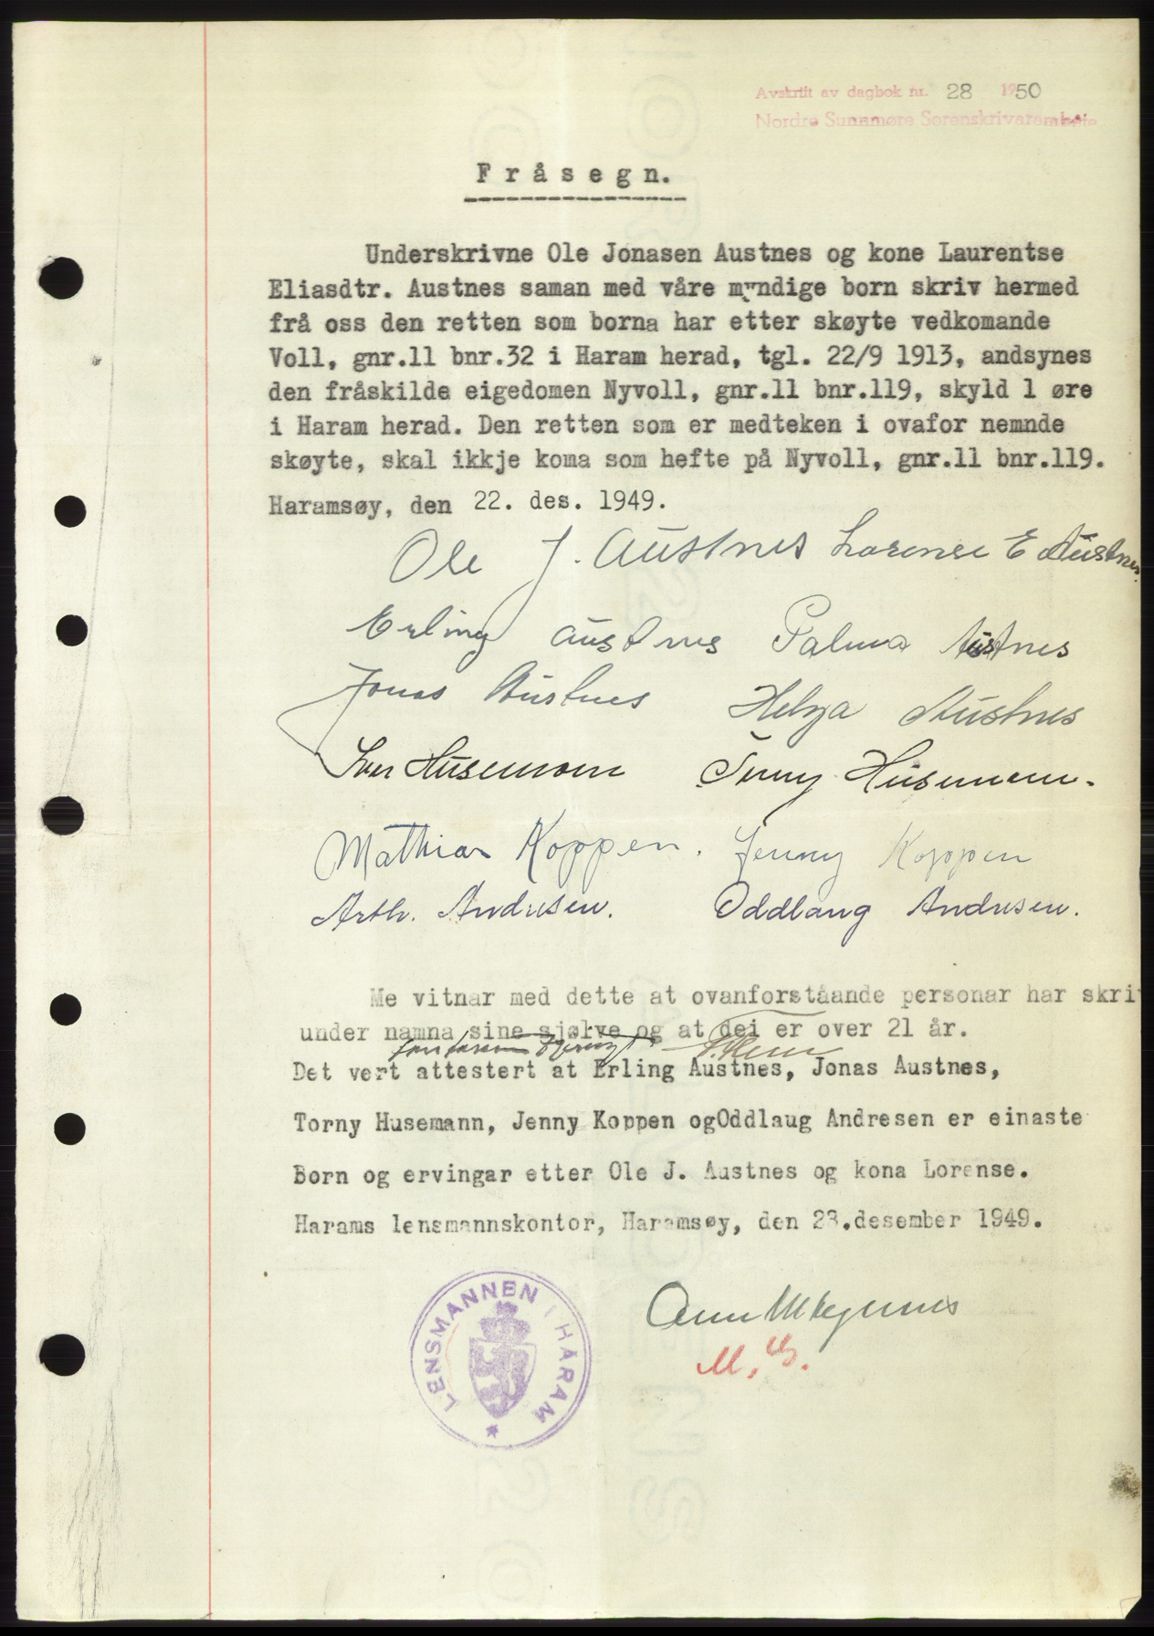 Avskrift av dagbok nr. 28 1950
Nordre Sunnmøre Sorenskrivarembete
Fråsegn.
Underskrivne Ole Jonasen Austnes og kone Laurentse
Eliasdtr. Austnes saman med våre myndige born skriv hermed
frå oss den retten som borna har etter skøyte vedkomande
Voll, gnr.11 bnr.32 i Haram herad, tgl. 22/9 1913, andsynes
den fråskilde eigedomen Nyvoll, gnr.11 bnr.119, skyld 1 øre
i Haram herad. Den retten som er medteken i ovafor nemnde
skøyte, skal ikkje koma som hefte på Nyvoll, gnr.11 bnr.119.
Haramsøy, den 22. des. 1949.
Ole J. Austnes Lorense E Austnes.
Erling Austnes Palma Austnes
Jonas Austnes Helga Austnes
Iver Husemann Torny Husemann.
Mathias Koppen. Jenny Koppen
Arth. Andresen. Oddlaug Andresen.
Me vitnar med dette at ovanforståande personar har skri
under namna sine sjølve og at dei er over 21 år.
Det vert attestert at Erling Austnes, Jonas Austnes,
Torny Husemann, Jenny Koppen ogOddlaug Andresen er einaste
Born og ervingar etter Ole J. Austnes og kona Lorense.
Harams lensmannskontor, Haramsøy, den 23.desember 1949.
LENSMANNEN I HARAM